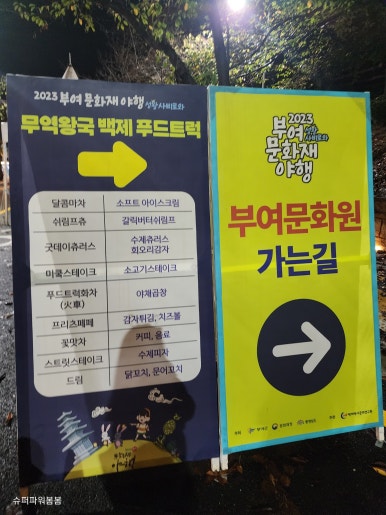 2023 부여 문화재 야행
무역왕국 백제 푸드트럭
달콤마차 소프트 아이스크림
쉬림프쥬 갈릭버터쉬림프
굿데이츄러스 수제츄러스
회오리감자
마쿡스테이크 소고기스테이크
푸드트럭화차
(火車) 야채곱창
프리즈페페 감자튀김, 치즈볼
꽃맛차 커피, 음료
스트릿스테이크 수제피자
드림 닭꼬치, 문어꼬치
2023
부여
문화재
야행
부여문화원
가는길
슈퍼파워봄봄